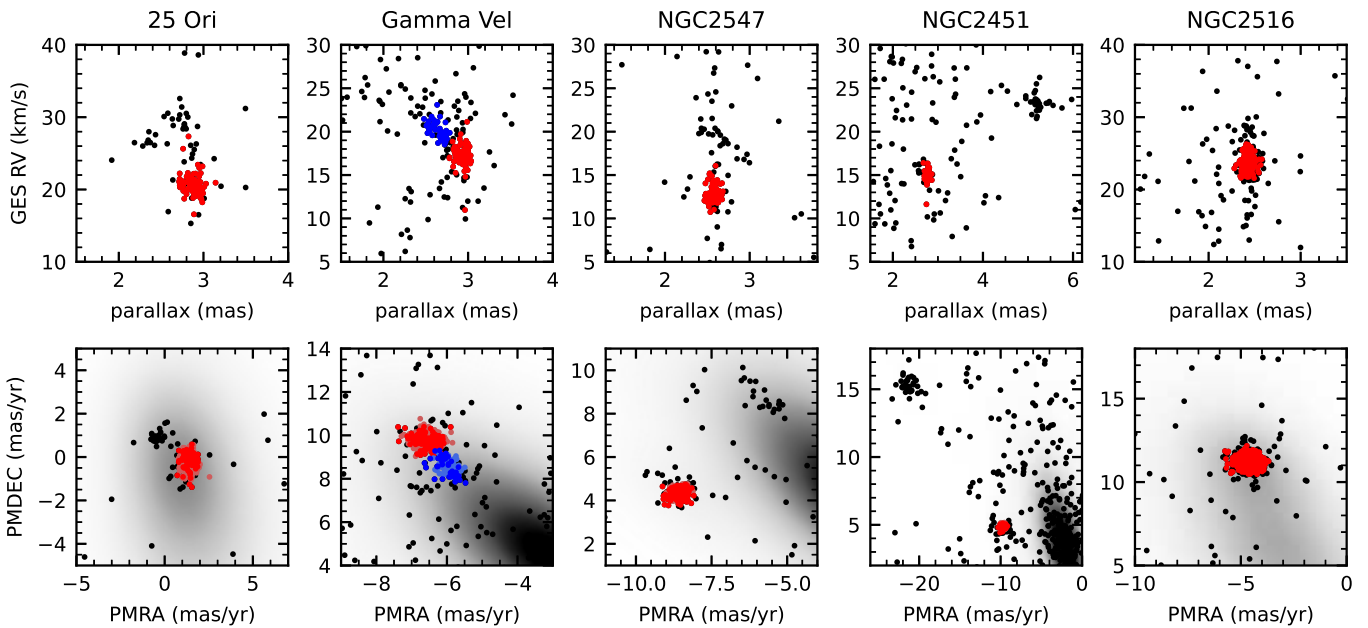 25 Ori Gamma Vel NGC2547 NGC2451 NGC2516
GES RV (km/s)
40 30 20 10
2 3 4
parallax (mas)
30 25 20 15 10 5
2 3 4
parallax (mas)
30 25 20 15 10 5
2 3
parallax (mas)
30 25 20 15 10 5
2 4 6
parallax (mas)
40 30 20 10
2 3
parallax (mas)
PMDEC (mas/yr)
4 2 0 −2 −4
−5 0 5
PMRA (mas/yr)
14 12 10 8 6 4
−8 −6 −4
PMRA (mas/yr)
10 8 6 4 2
−10.0 −7.5 −5.0
PMRA (mas/yr)
15 10 5
−20 −10 0
PMRA (mas/yr)
15 10 5
−10 −5 0
PMRA (mas/yr)